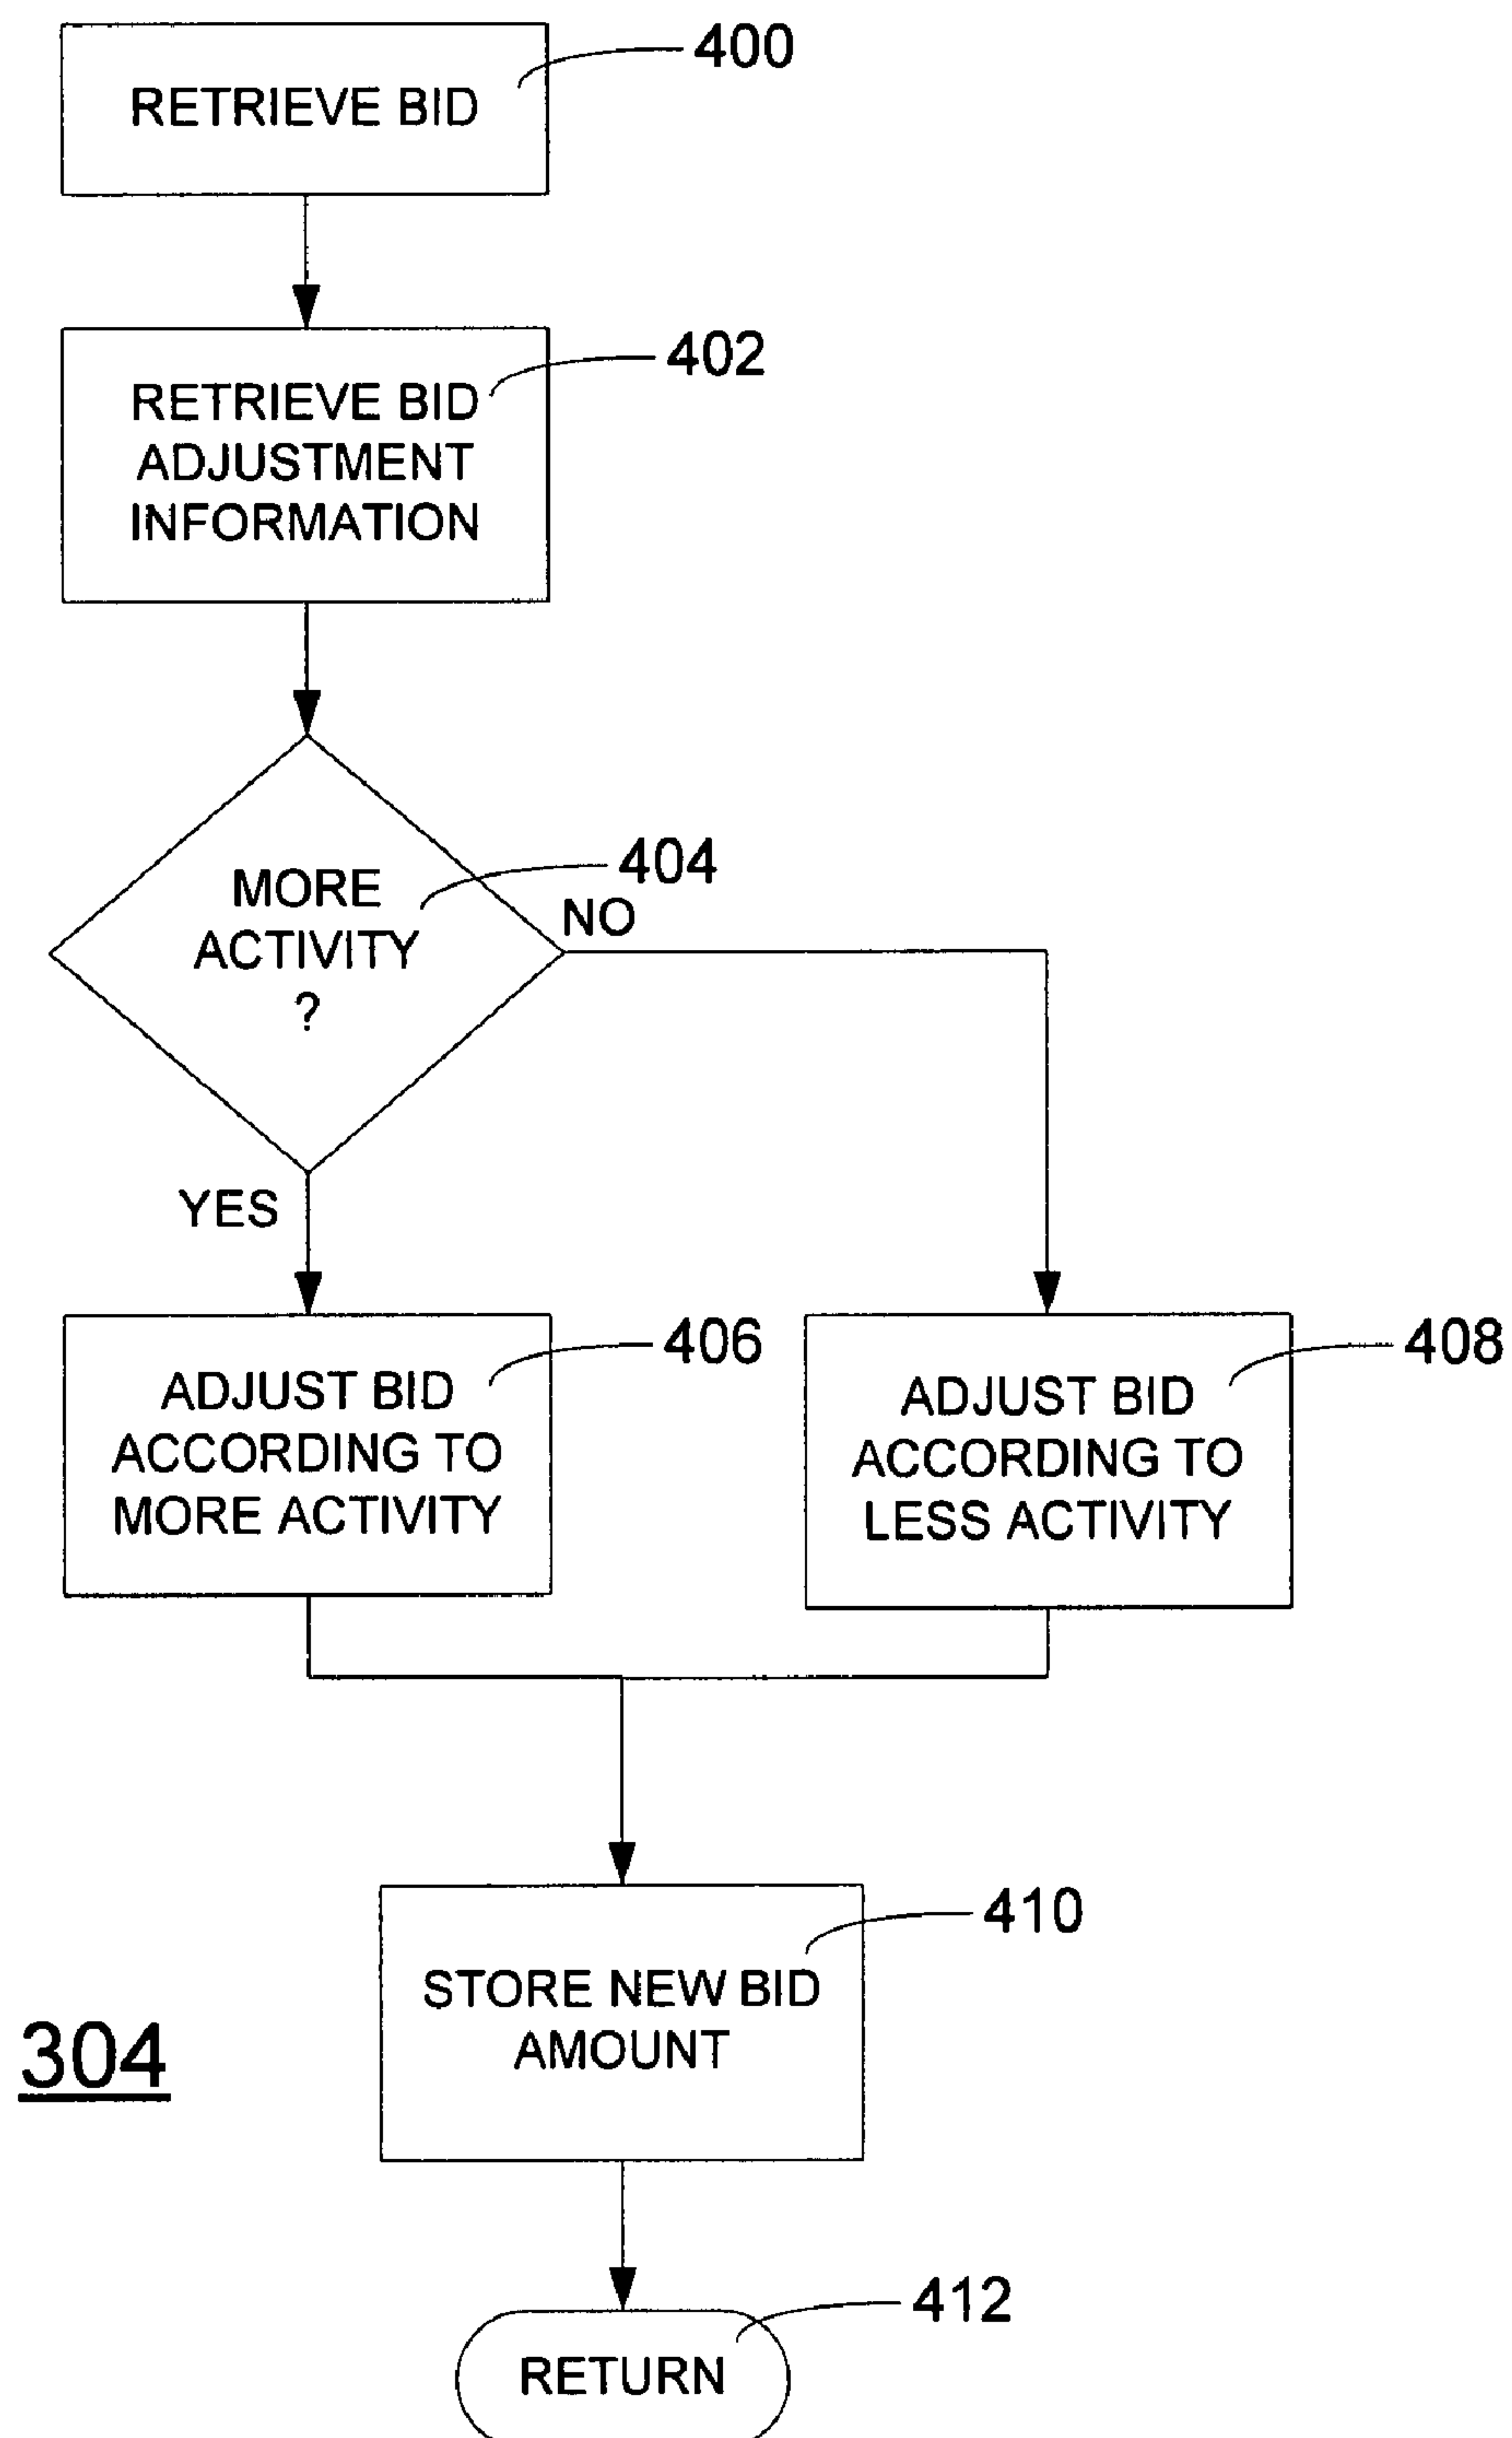 400
RETRIEVE BID
402
RETRIEVE BID
ADJUSTMENT
INFORMATION
404
MORE
ACTIVITY
?
NO
YES
406
ADJUST BID
ACCORDING TO
MORE ACTIVITY
408
ADJUST BID
ACCORDING TO
LESS ACTIVITY
410
STORE NEW BID
AMOUNT
304
412
RETURN